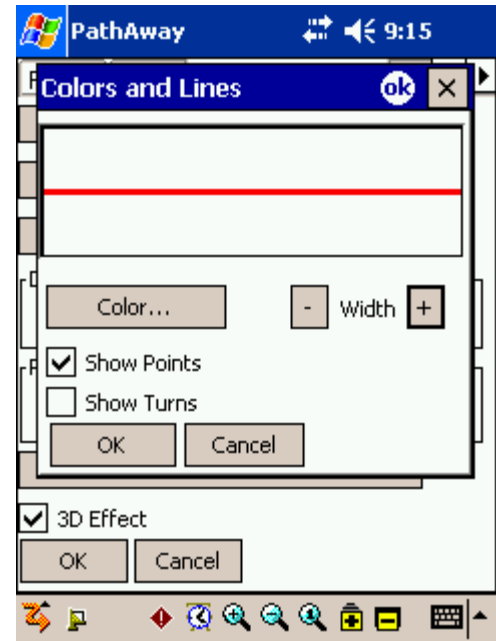 PathAway 9:15
Colors and Lines ok
Color... - Width +
Show Points
Show Turns
OK Cancel
3D Effect
OK Cancel